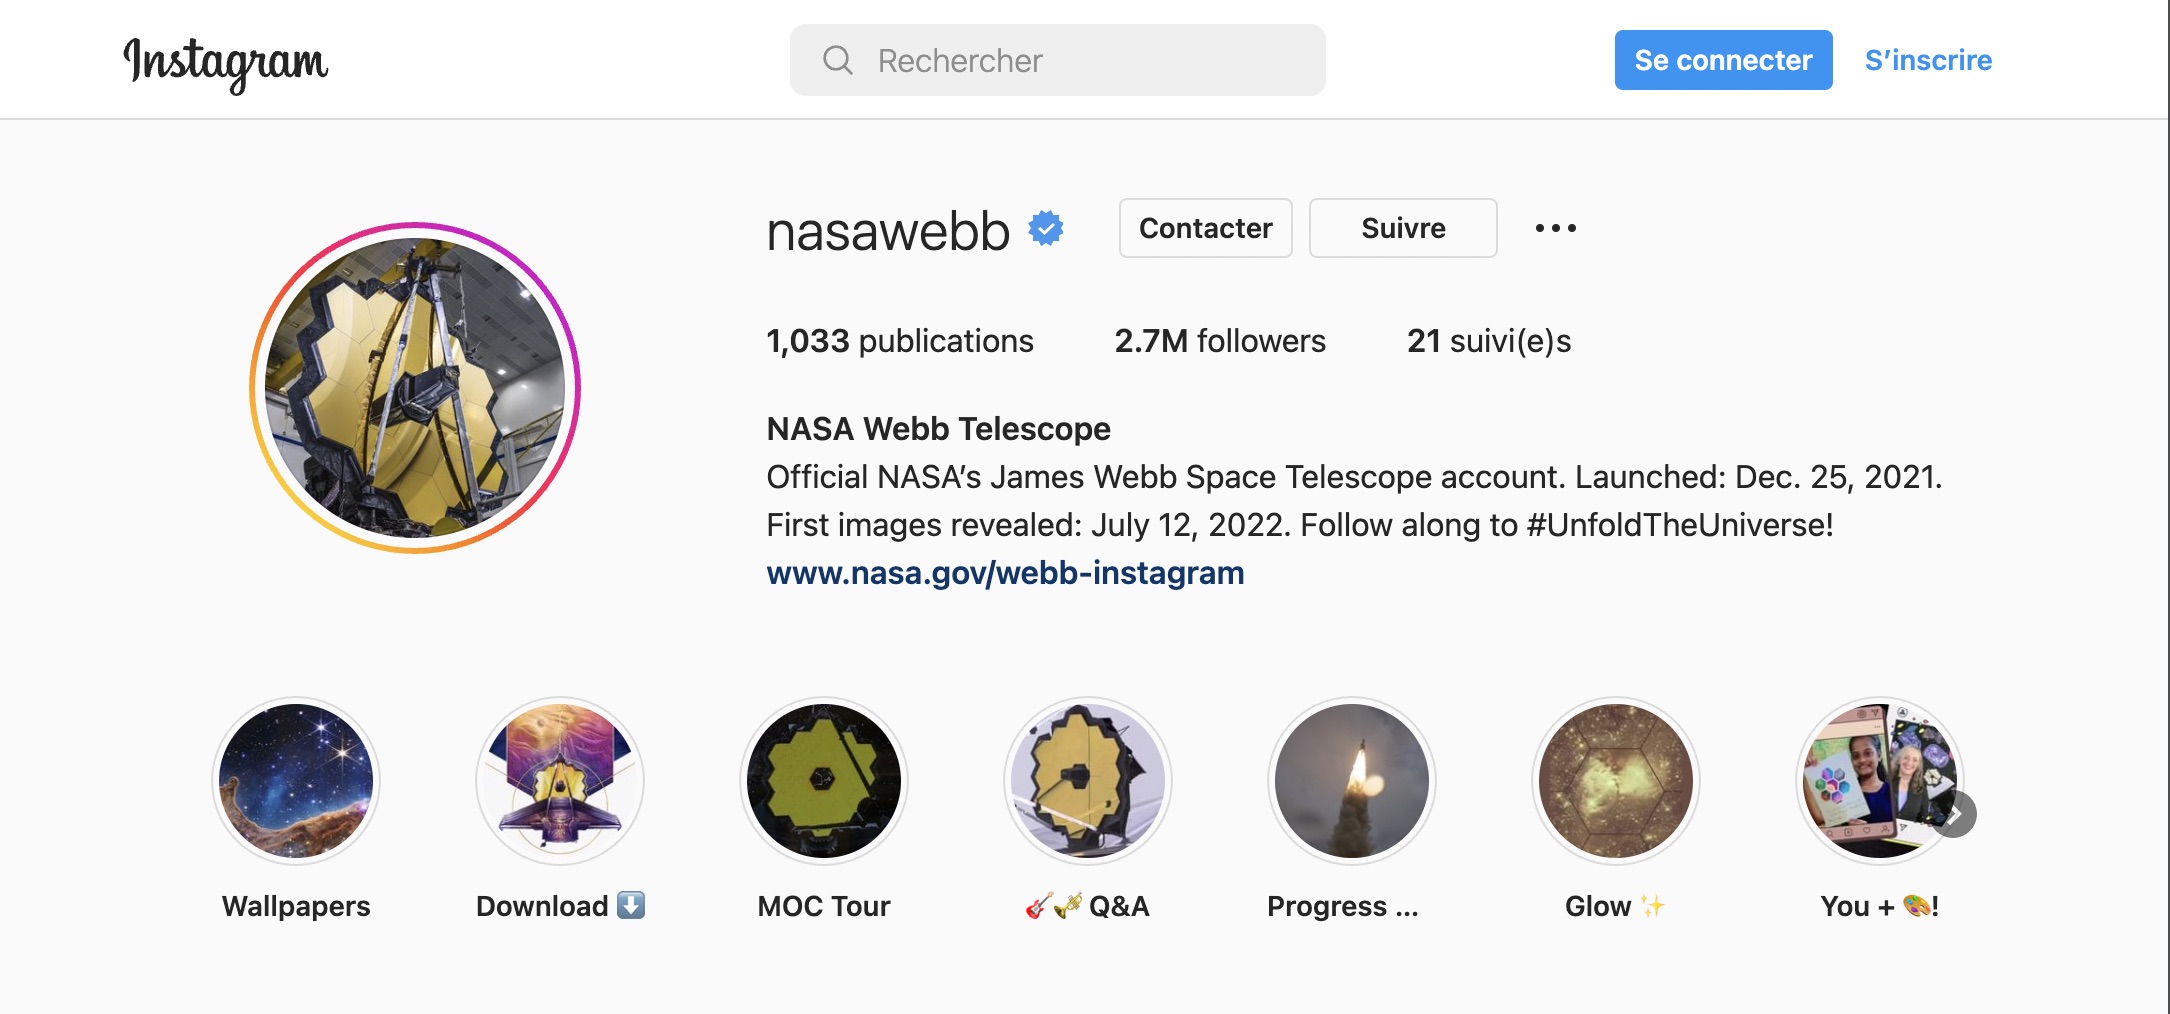 Instagram
Rechercher
Se connecter
S’inscrire
nasawebb
Contacter
Suivre
1,033 publications
2.7M followers
21 suivi(e)s
NASA Webb Telescope
Official NASA’s James Webb Space Telescope account. Launched: Dec. 25, 2021.
First images revealed: July 12, 2022. Follow along to #UnfoldTheUniverse!
www.nasa.gov/webb-instagram
Wallpapers
Download ⬇️
MOC Tour
🎸🎺 Q&A
Progress ...
Glow ✨
You + 🎨!